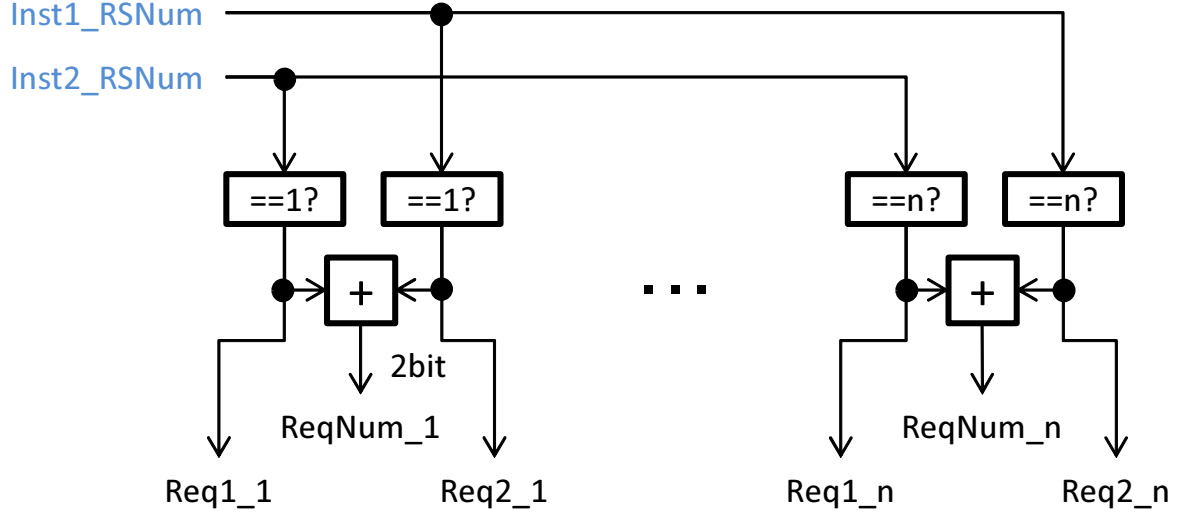 Inst1_RSNum
Inst2_RSNum
==1?
==1?
==n?
==n?
+
...
+
2bit
ReqNum_1
ReqNum_n
Req1_1
Req2_1
Req1_n
Req2_n